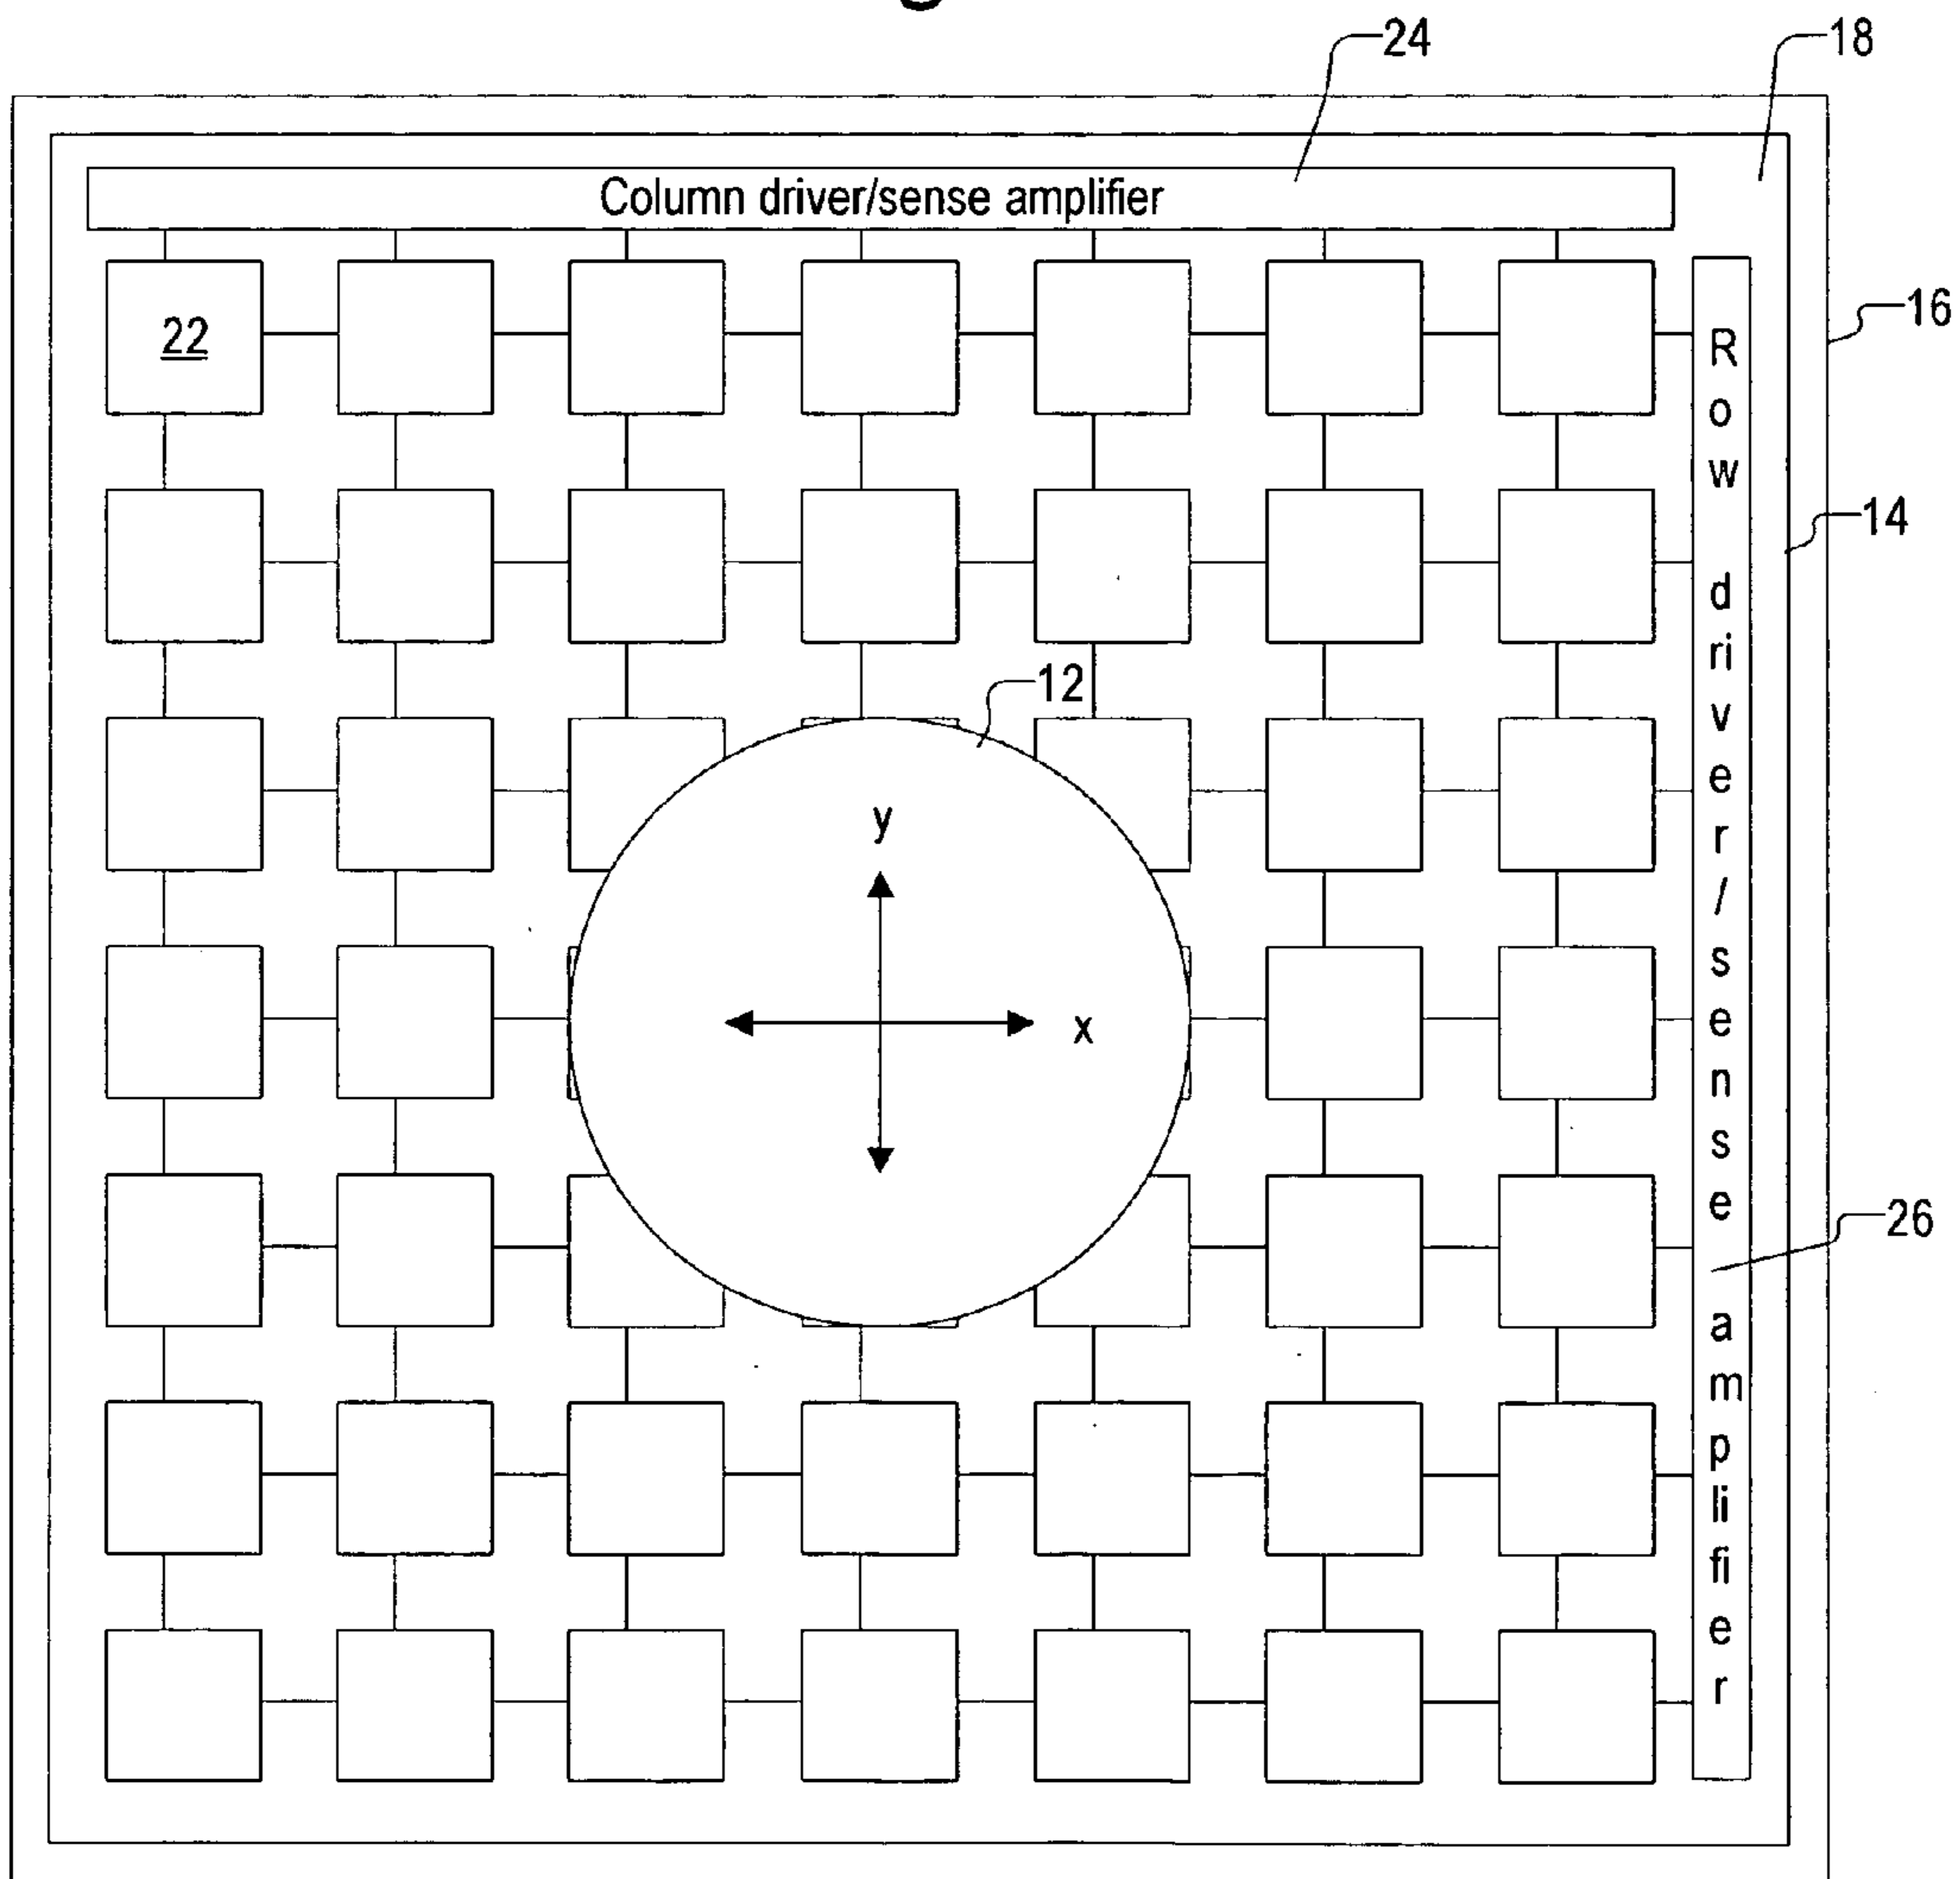 24
18
Column driver/sense amplifier
22
16
Row driver/sense amplifier
14
12
y
x
26